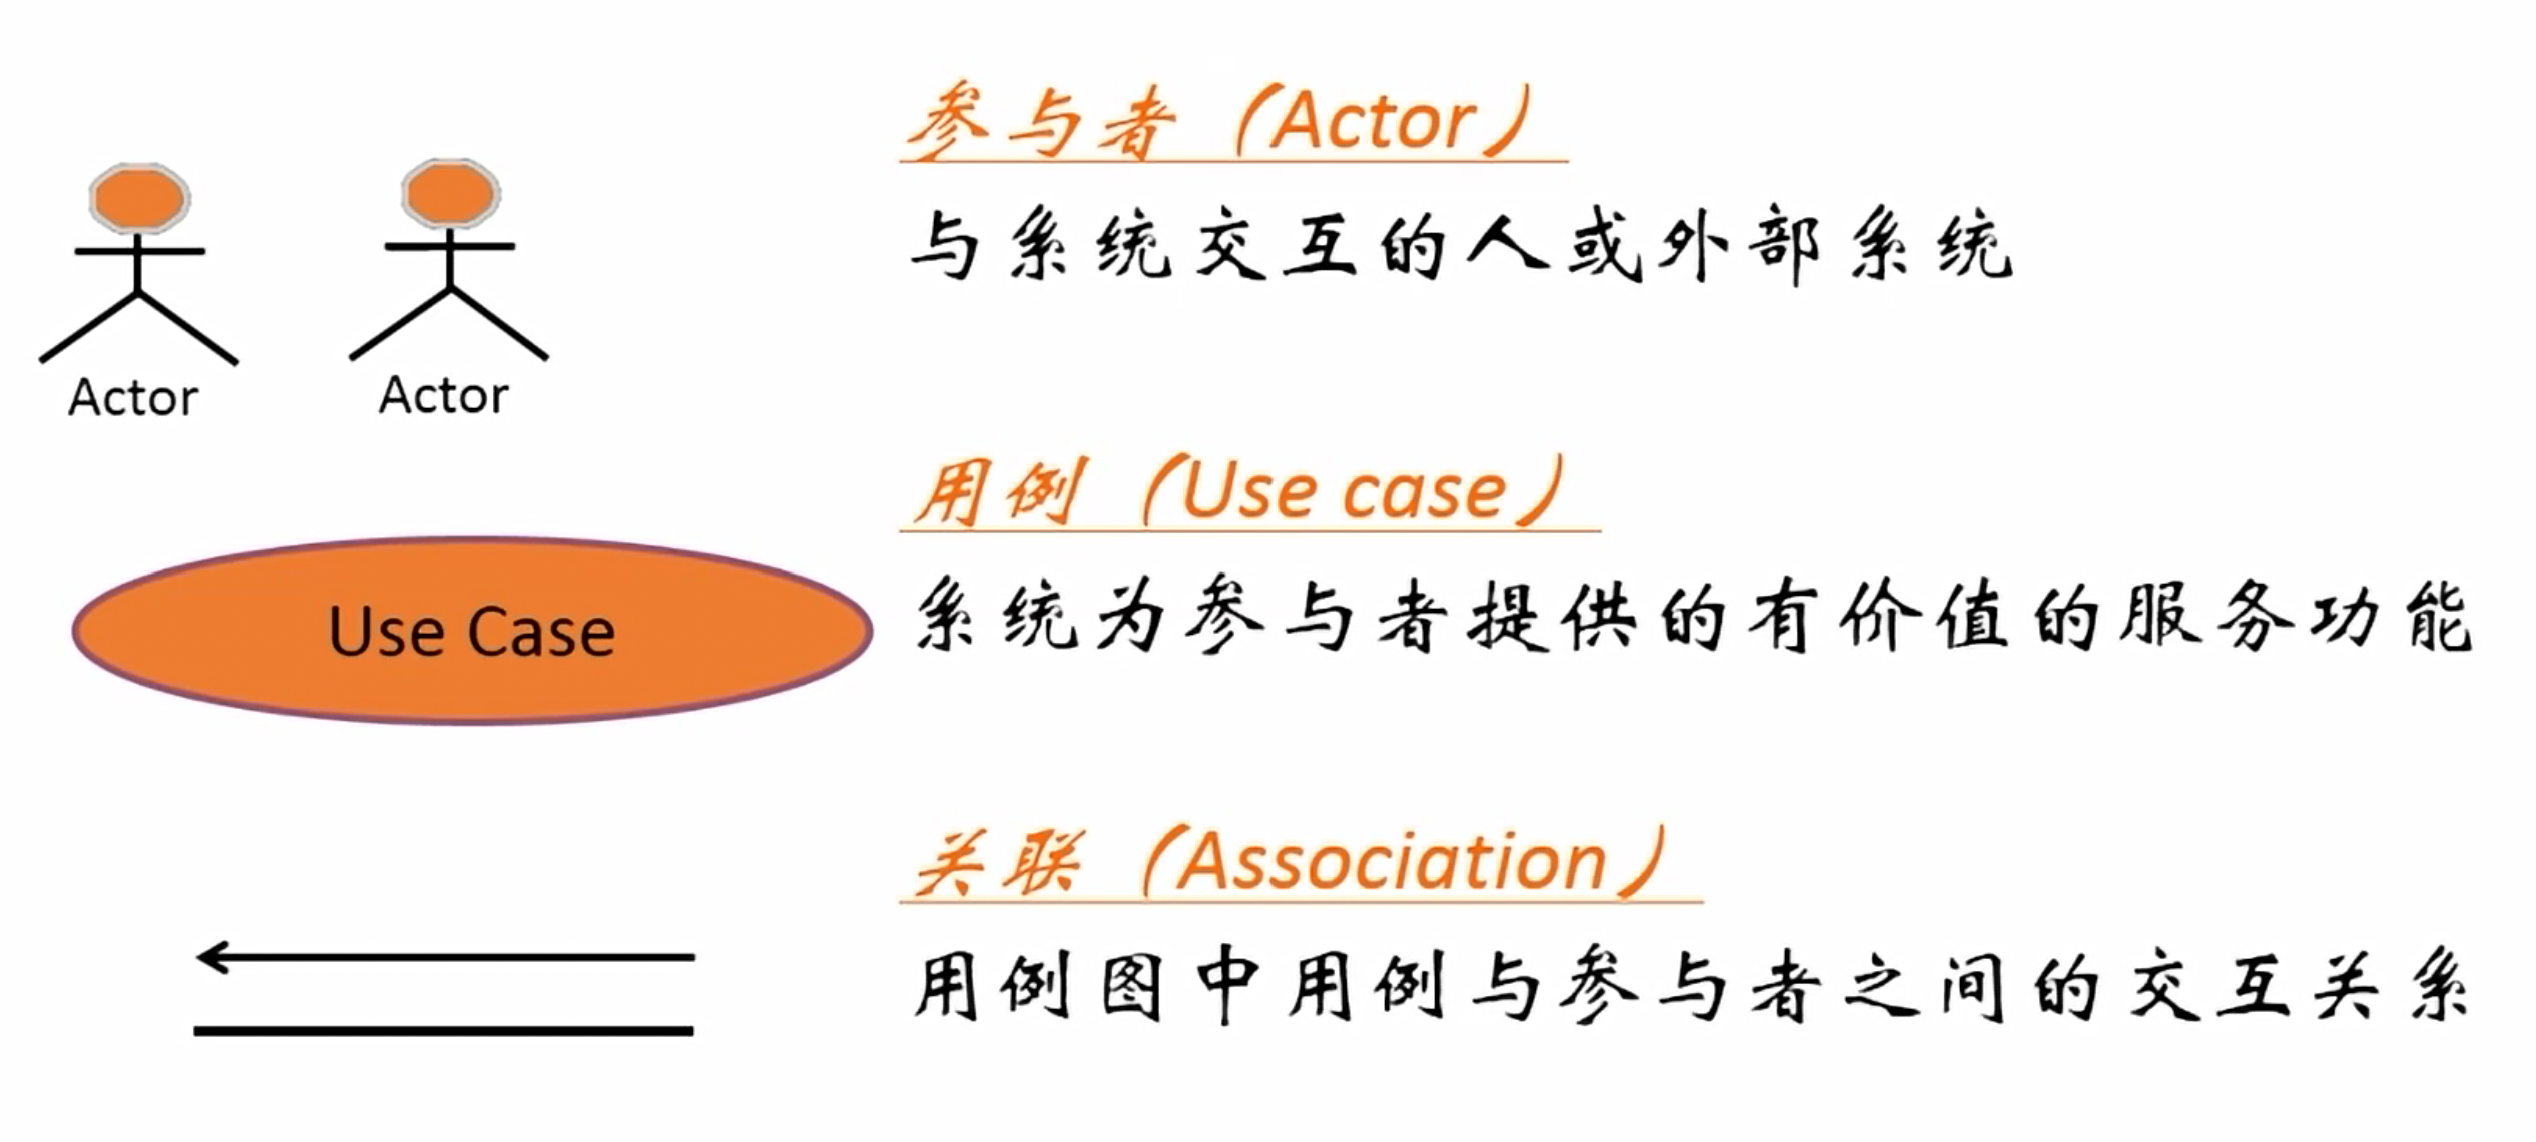 参与者（Actor）
与系统交互的人或外部系统
Actor Actor
用例（Use case）
Use Case
系统为参与者提供的有价值的服务功能
关联（Association）
用例图中用例与参与者之间的交互关系